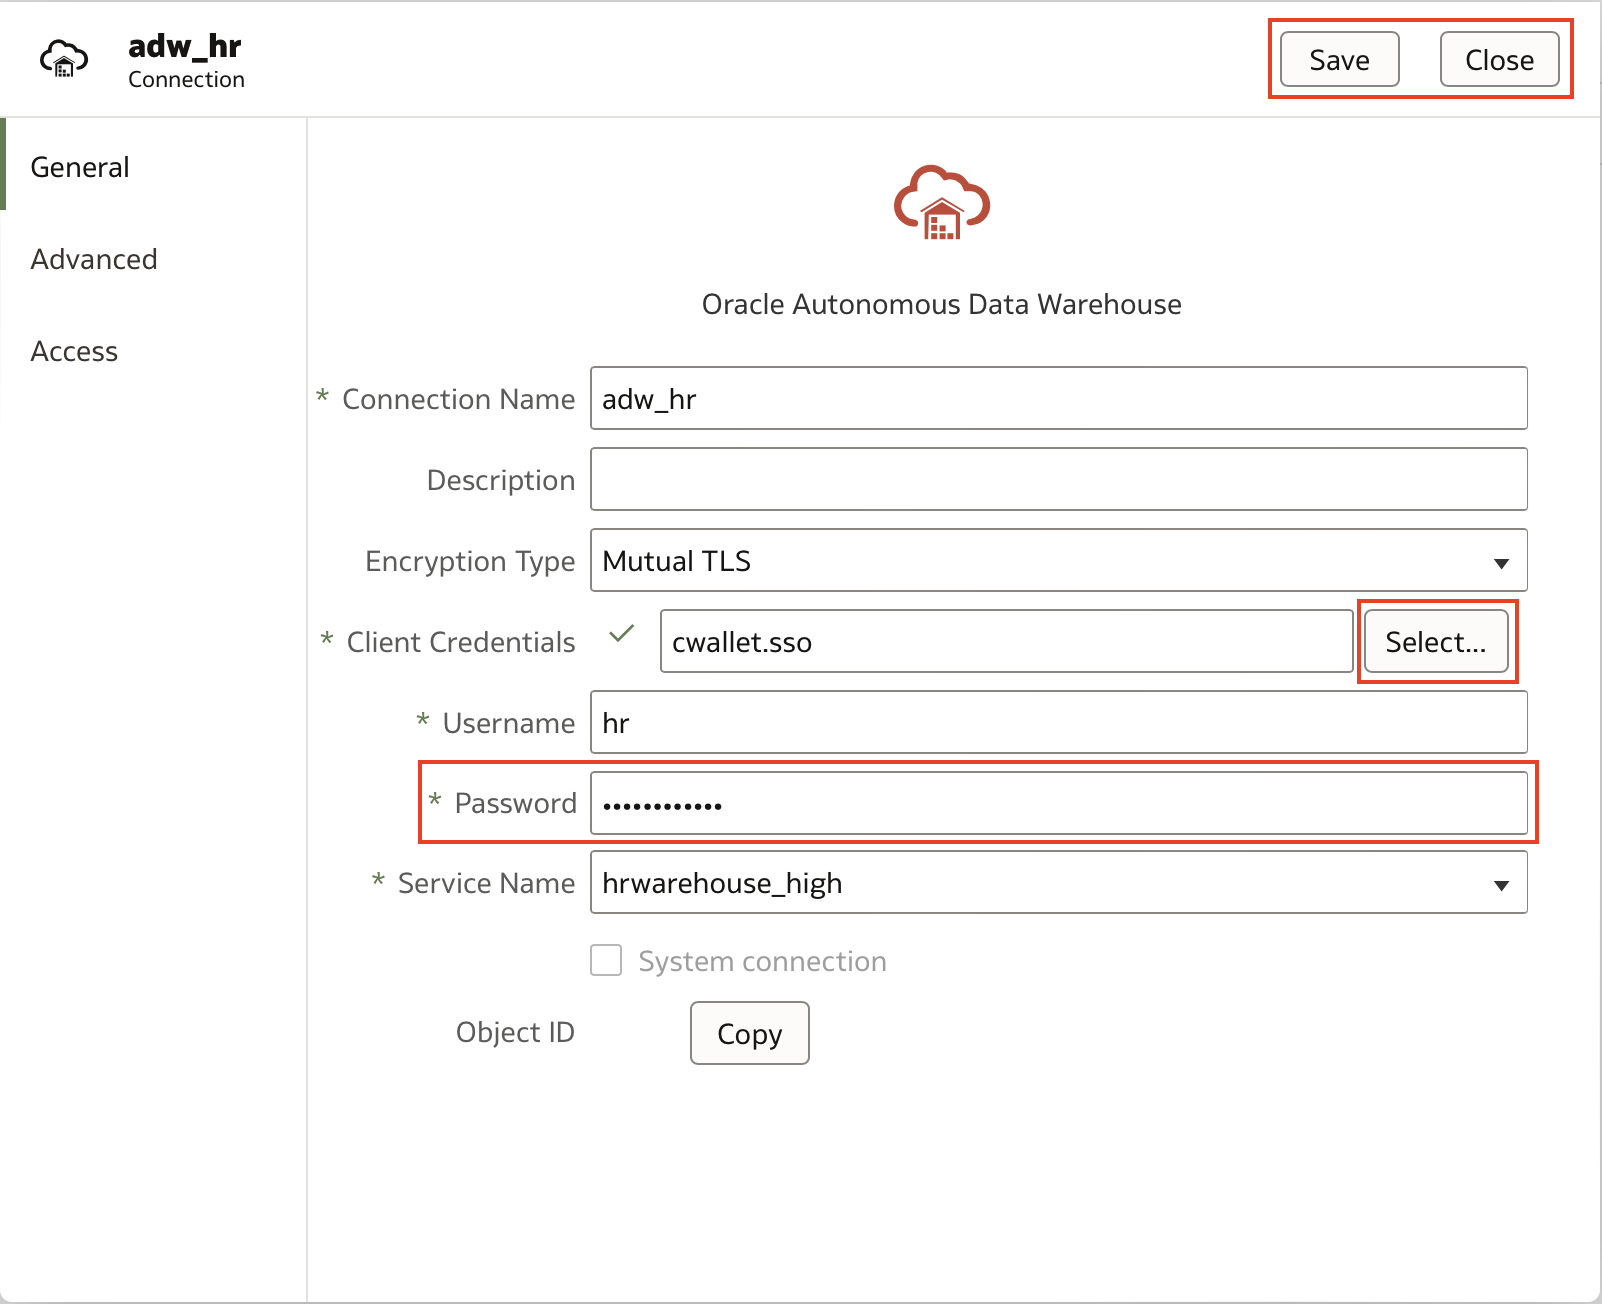 adw_hr
Connection
Save
Close
General
Advanced
Access
Oracle Autonomous Data Warehouse
* Connection Name adw_hr
Description
Encryption Type Mutual TLS
* Client Credentials cwallet.sso Select...
* Username hr
* Password ••••••••••••
* Service Name hrwarehouse_high
System connection
Object ID Copy